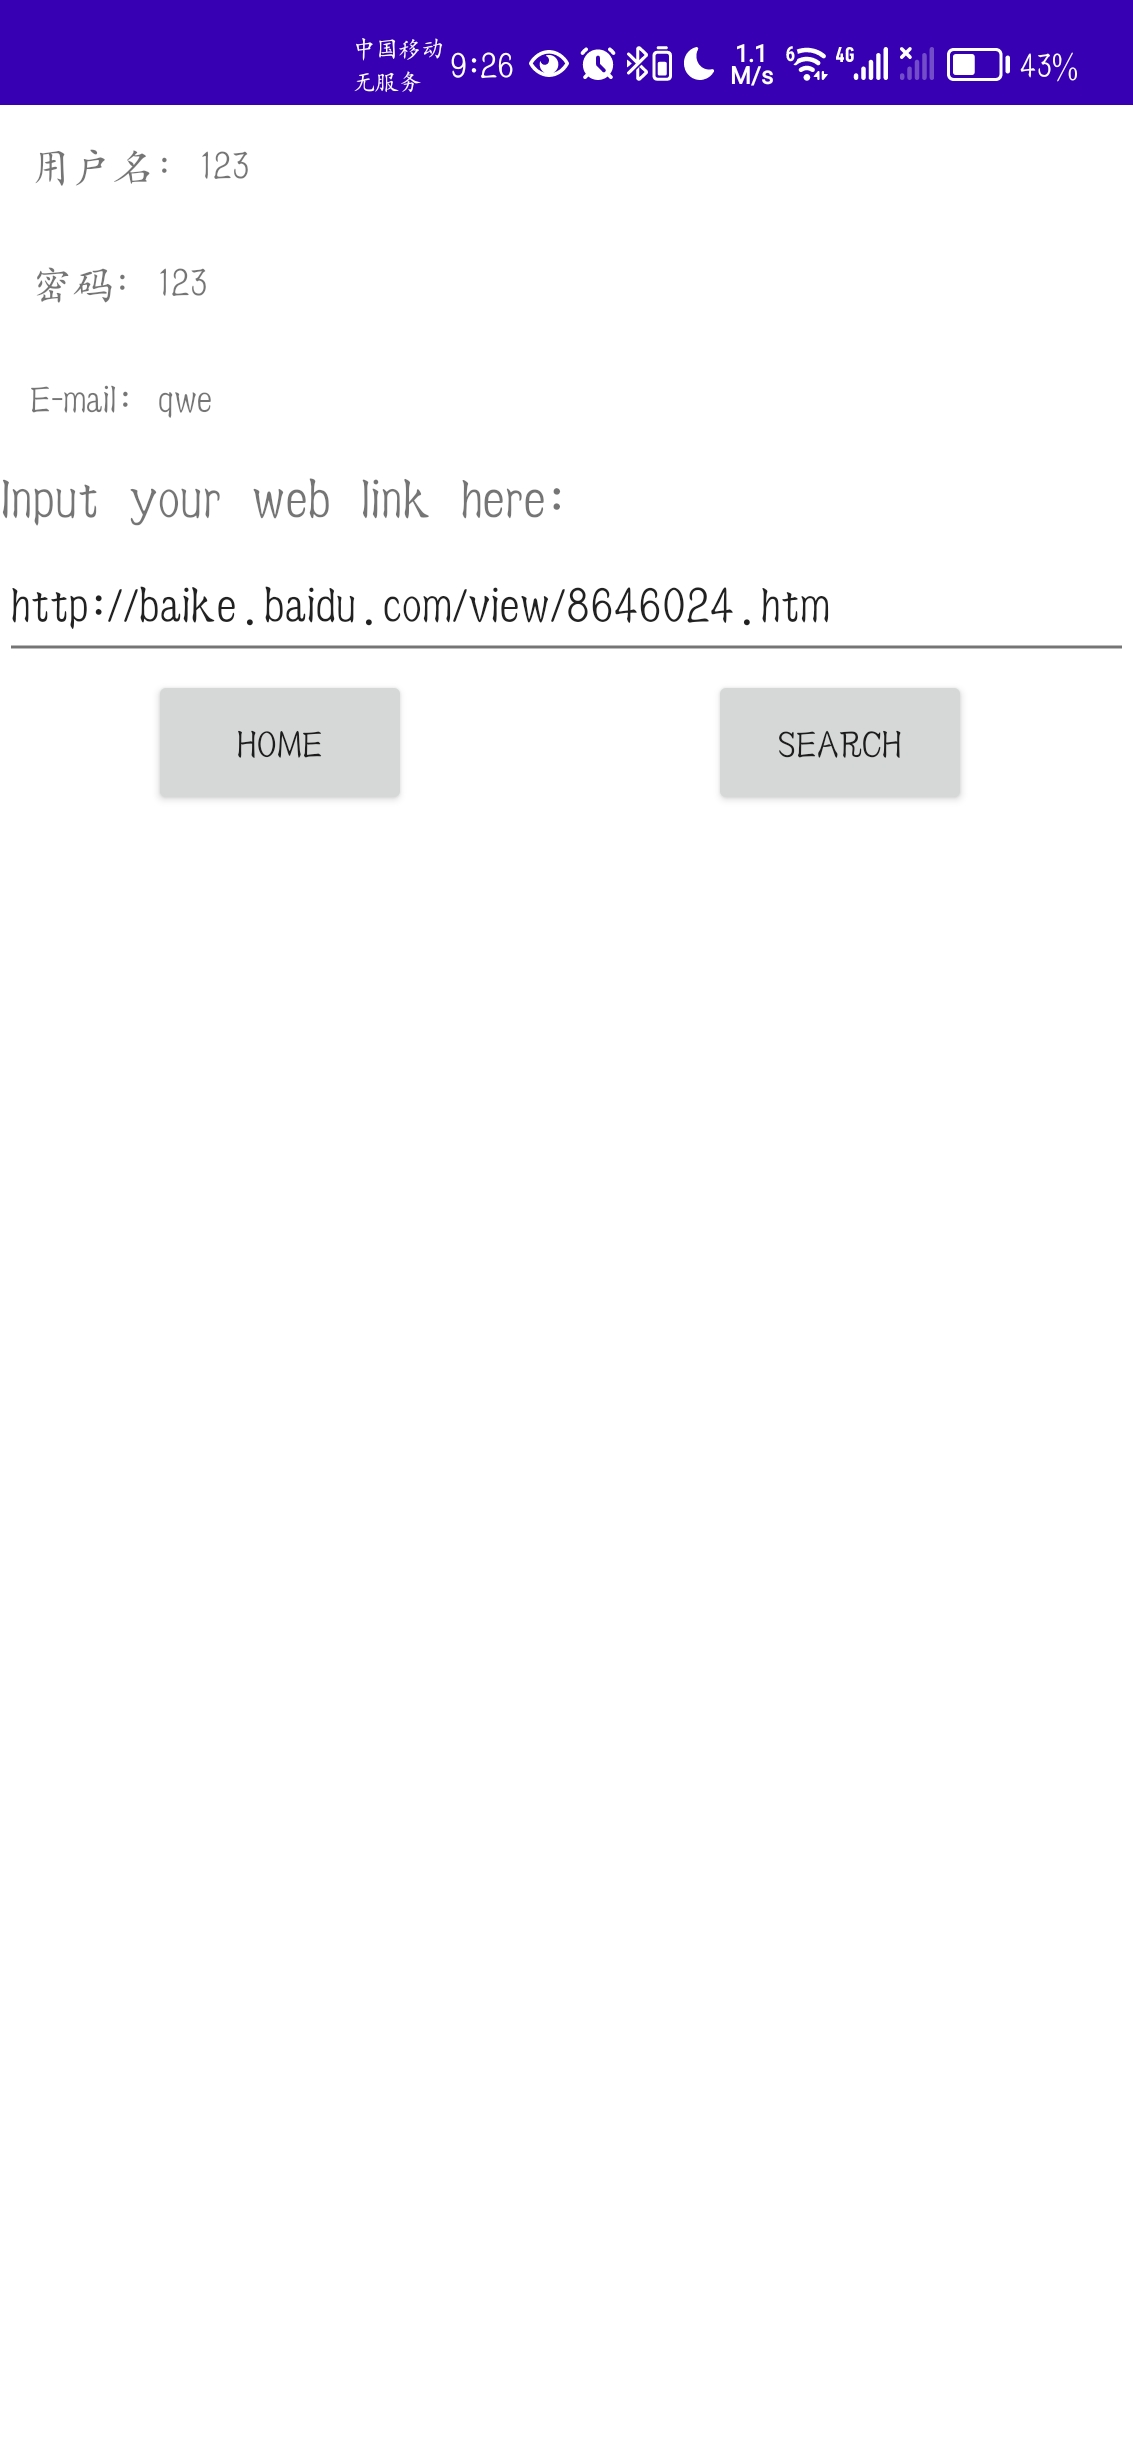 中国移动
无服务
9:26
1.1
M/s
6
4G
43%
用户名： 123
密码： 123
E-mail： qwe
Input your web link here:
http://baike.baidu.com/view/8646024.htm
HOME
SEARCH